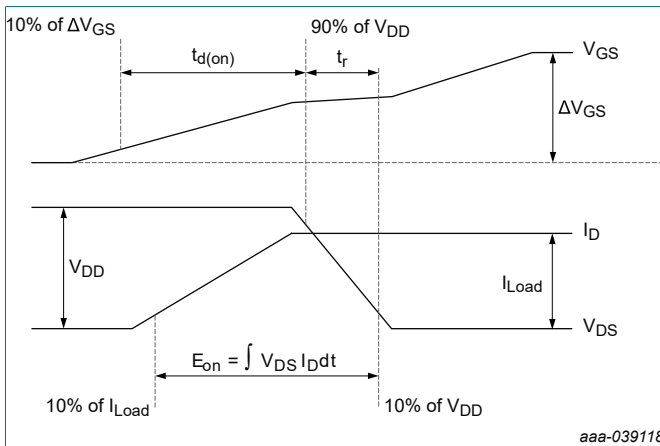 10% of ΔVGS
90% of VDD
td(on)
tr
VGS
ΔVGS
VDD
ID
ILoad
VDS
Eon = ∫ VDS IDdt
10% of ILoad
10% of VDD
aaa-039118